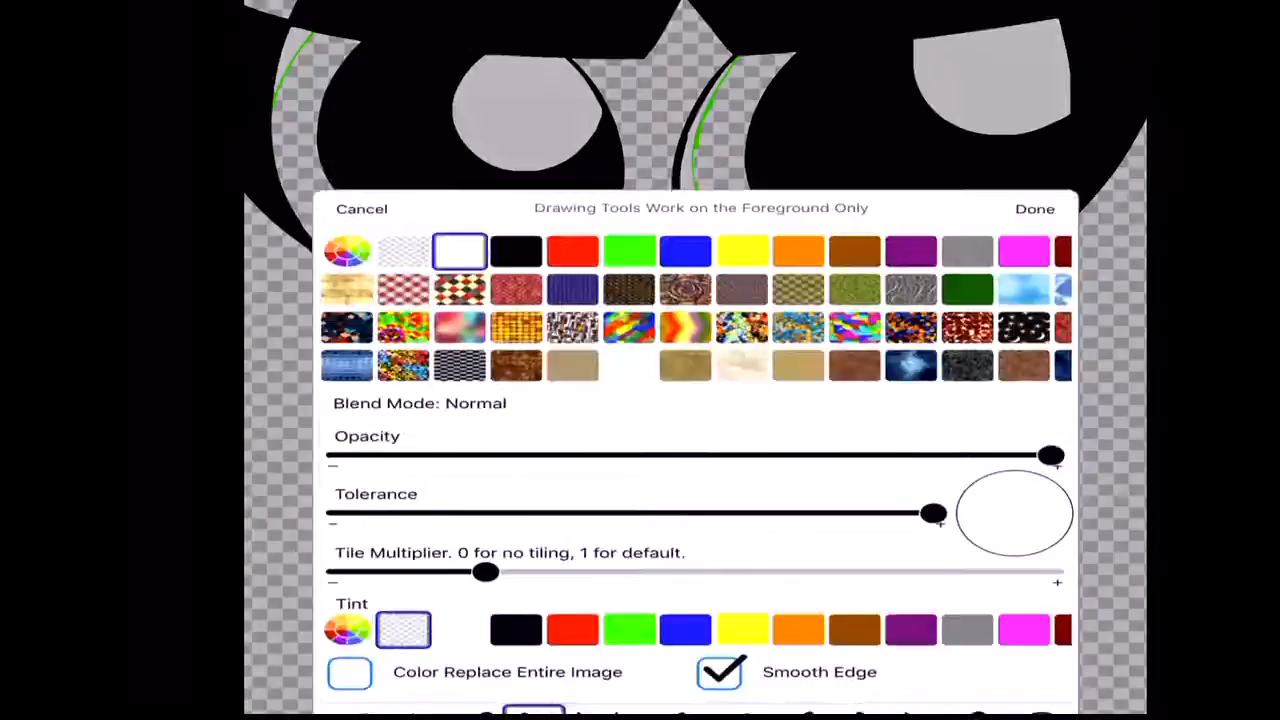 Cancel Drawing Tools Work on the Foreground Only Done
Blend Mode: Normal
Opacity
− +
Tolerance
− +
Tile Multiplier. 0 for no tiling, 1 for default.
− +
Tint
Color Replace Entire Image Smooth Edge